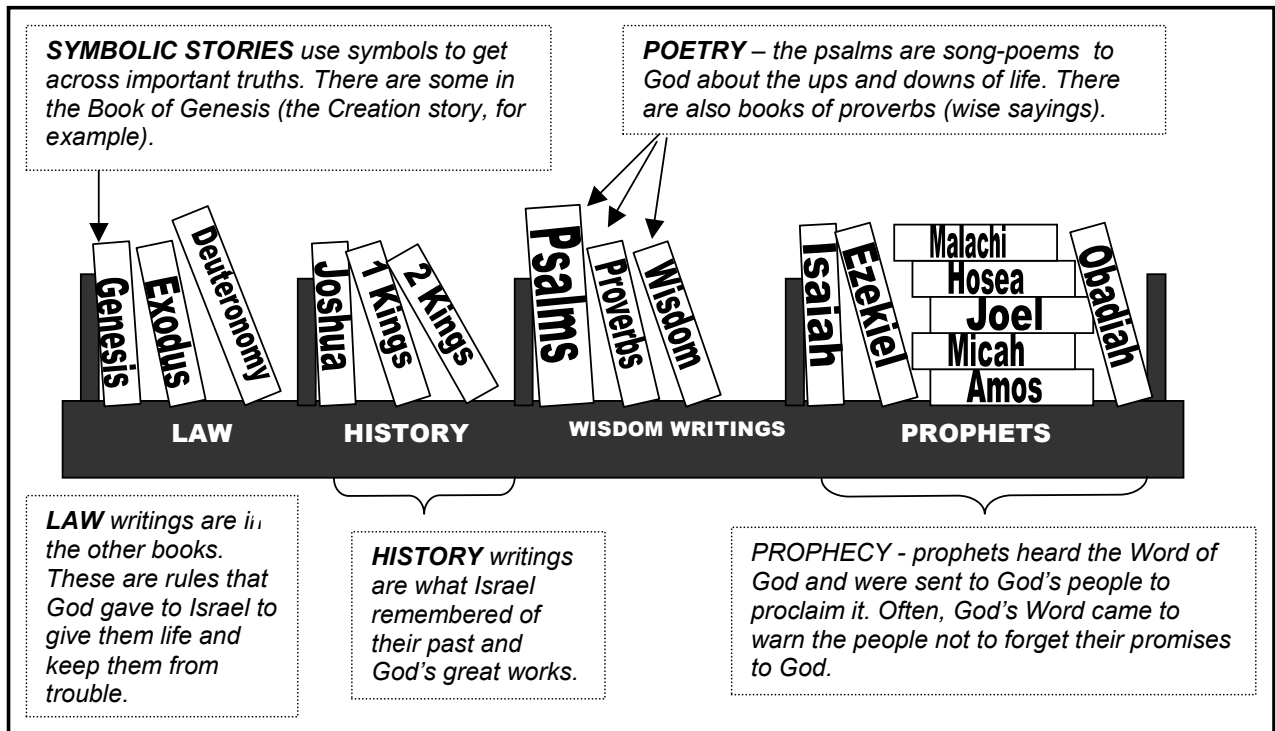 SYMBOLIC STORIES use symbols to get
across important truths. There are some in
the Book of Genesis (the Creation story, for
example).
POETRY – the psalms are song-poems to
God about the ups and downs of life. There
are also books of proverbs (wise sayings).
Genesis
Exodus
Deuteronomy
Joshua
1 Kings
2 Kings
Psalms
Proverbs
Wisdom
Isaiah
Ezekiel
Malachi
Hosea
Joel
Micah
Amos
Obadiah
LAW
HISTORY
WISDOM WRITINGS
PROPHETS
LAW writings are in
the other books.
These are rules that
God gave to Israel to
give them life and
keep them from
trouble.
HISTORY writings
are what Israel
remembered of
their past and
God's great works.
PROPHECY - prophets heard the Word of
God and were sent to God's people to
proclaim it. Often, God's Word came to
warn the people not to forget their promises
to God.